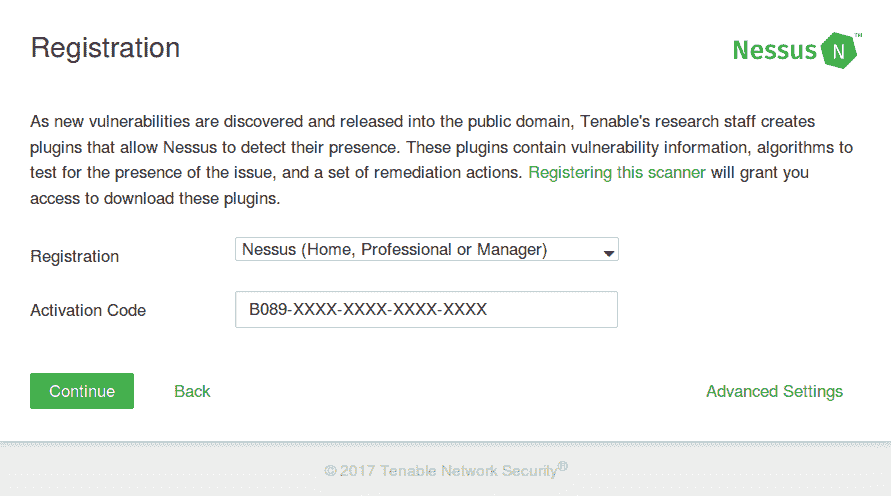 Registration
Nessus N ™
As new vulnerabilities are discovered and released into the public domain, Tenable's research staff creates
plugins that allow Nessus to detect their presence. These plugins contain vulnerability information, algorithms to
test for the presence of the issue, and a set of remediation actions. Registering this scanner will grant you
access to download these plugins.
Registration
Nessus (Home, Professional or Manager)
Activation Code
B089-XXXX-XXXX-XXXX-XXXX
Continue
Back
Advanced Settings
© 2017 Tenable Network Security®